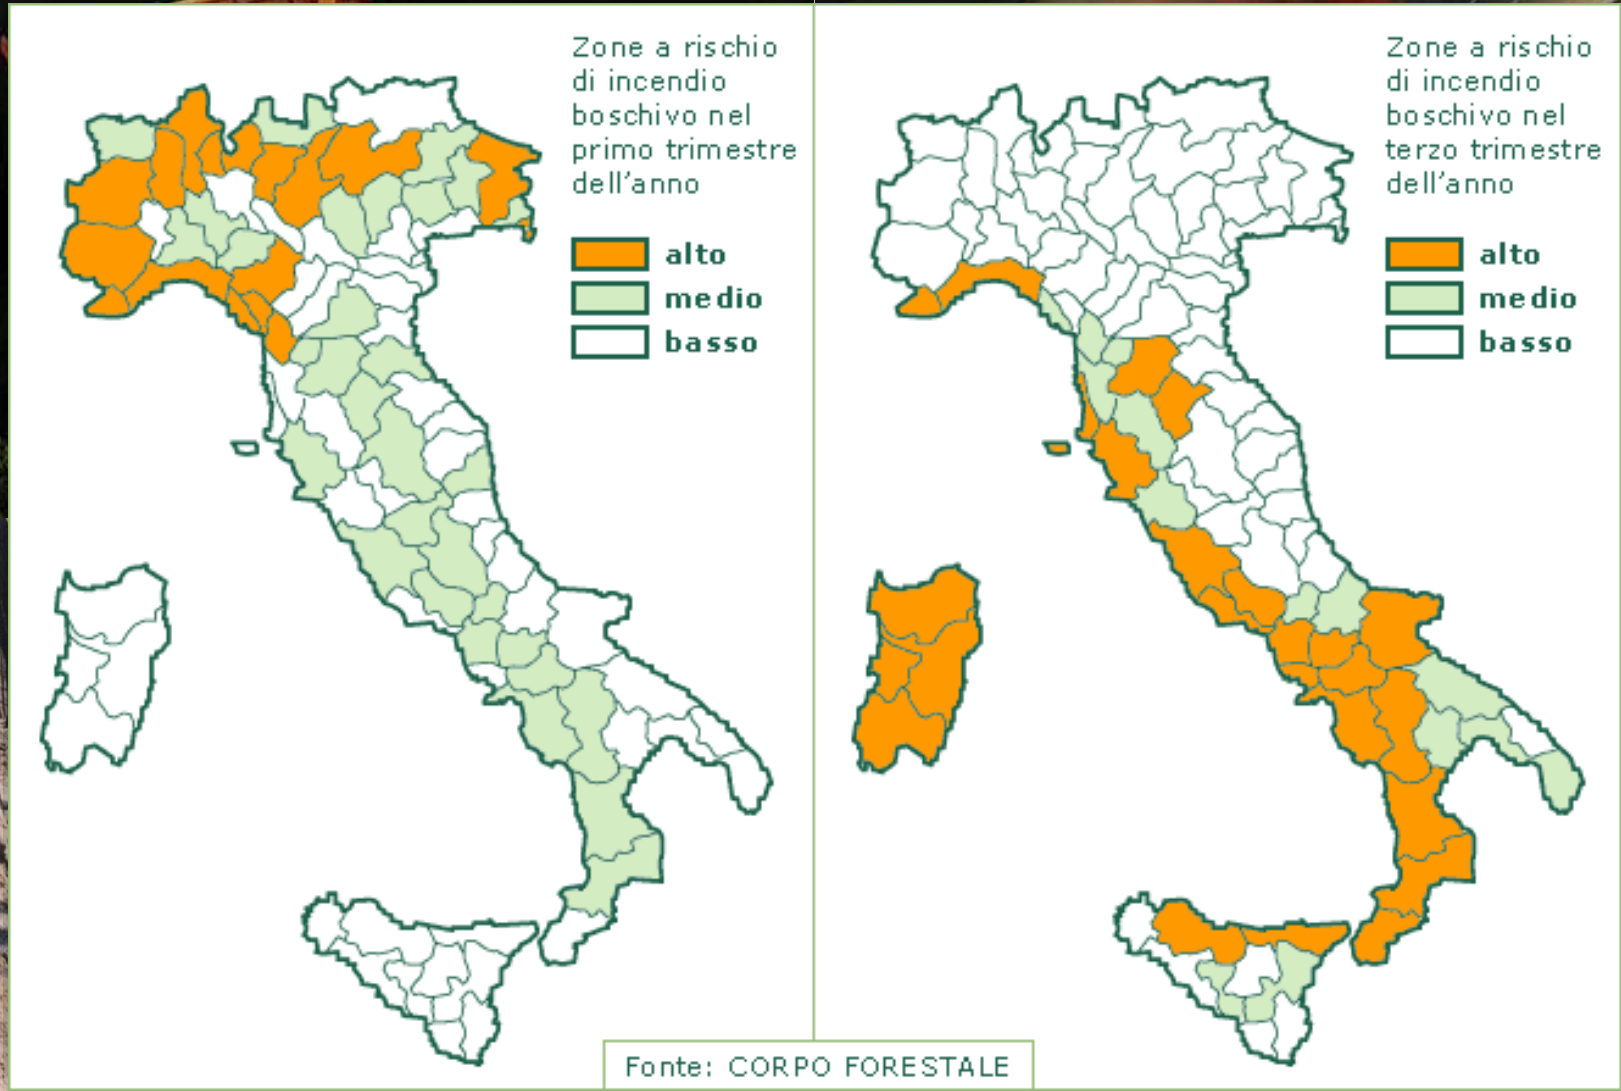 Zone a rischio
di incendio
boschivo nel
primo trimestre
dell'anno
alto
medio
basso
Zone a rischio
di incendio
boschivo nel
terzo trimestre
dell'anno
alto
medio
basso
Fonte: CORPO FORESTALE